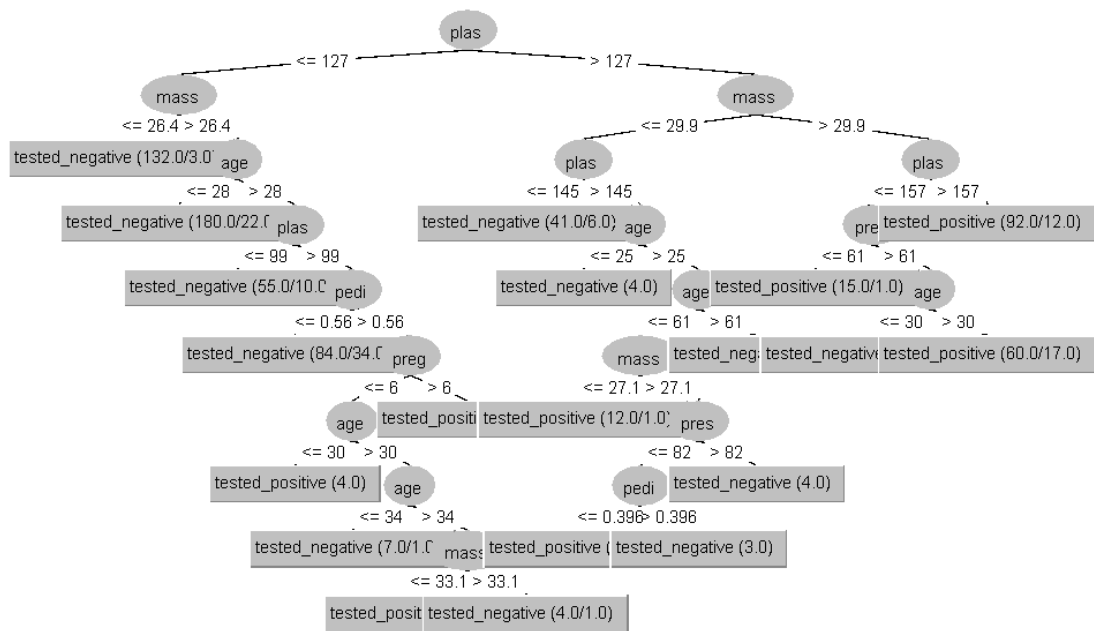 plas
<= 127 > 127
mass mass
<= 26.4 > 26.4 <= 29.9 > 29.9
tested_negative (132.0/3.0 age plas plas
<= 28 > 28 <= 145 > 145 <= 157 > 157
tested_negative (180.0/22.0 plas tested_negative (41.0/6.0) age pre tested_positive (92.0/12.0)
<= 99 > 99 <= 25 > 25 <= 61 > 61
tested_negative (55.0/10.0 pedi tested_negative (4.0) age tested_positive (15.0/1.0) age
<= 0.56 > 0.56 <= 61 > 61 <= 30 > 30
tested_negative (84.0/34.0 preg mass tested_neg tested_negative tested_positive (60.0/17.0)
<= 6 > 6 <= 27.1 > 27.1
age tested_positi tested_positive (12.0/1.0) pres
<= 30 > 30 <= 82 > 82
tested_positive (4.0) age pedi tested_negative (4.0)
<= 34 > 34 <= 0.396 > 0.396
tested_negative (7.0/1.0 mass tested_positive ( tested_negative (3.0)
<= 33.1 > 33.1
tested_posit tested_negative (4.0/1.0)